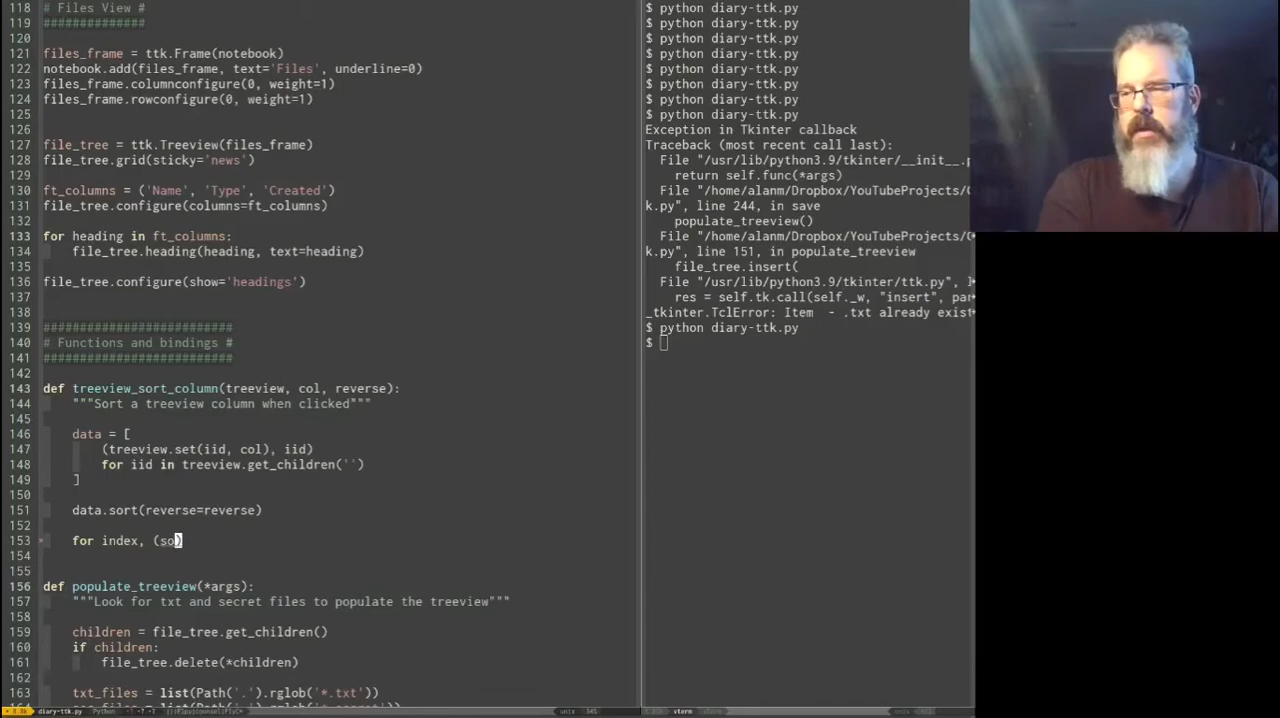 118 # Files View #
119 ##############
120
121 files_frame = ttk.Frame(notebook)
122 notebook.add(files_frame, text='Files', underline=0)
123 files_frame.columnconfigure(0, weight=1)
124 files_frame.rowconfigure(0, weight=1)
125
126
127 file_tree = ttk.Treeview(files_frame)
128 file_tree.grid(sticky='news')
129
130 ft_columns = ('Name', 'Type', 'Created')
131 file_tree.configure(columns=ft_columns)
132
133 for heading in ft_columns:
134 file_tree.heading(heading, text=heading)
135
136 file_tree.configure(show='headings')
137
138
139 ##########################
140 # Functions and bindings #
141 ##########################
142
143 def treeview_sort_column(treeview, col, reverse):
144 """Sort a treeview column when clicked"""
145
146 data = [
147 (treeview.set(iid, col), iid)
148 for iid in treeview.get_children('')
149 ]
150
151 data.sort(reverse=reverse)
152
153 for index, (so)
154
155
156 def populate_treeview(*args):
157 """Look for txt and secret files to populate the treeview"""
158
159 children = file_tree.get_children()
160 if children:
161 file_tree.delete(*children)
162
163 txt_files = list(Path('.').rglob('*.txt'))
diary-ttk.py Python
$ python diary-ttk.py
$ python diary-ttk.py
$ python diary-ttk.py
$ python diary-ttk.py
$ python diary-ttk.py
$ python diary-ttk.py
$ python diary-ttk.py
$ python diary-ttk.py
Exception in Tkinter callback
Traceback (most recent call last):
File "/usr/lib/python3.9/tkinter/__init__.p
return self.func(*args)
File "/home/alanm/Dropbox/YouTubeProjects/
k.py", line 244, in save
populate_treeview()
File "/home/alanm/Dropbox/YouTubeProjects/
k.py", line 151, in populate_treeview
file_tree.insert(
File "/usr/lib/python3.9/tkinter/ttk.py",
res = self.tk.call(self._w, "insert", par
_tkinter.TclError: Item - .txt already exist
$ python diary-ttk.py
$
vterm